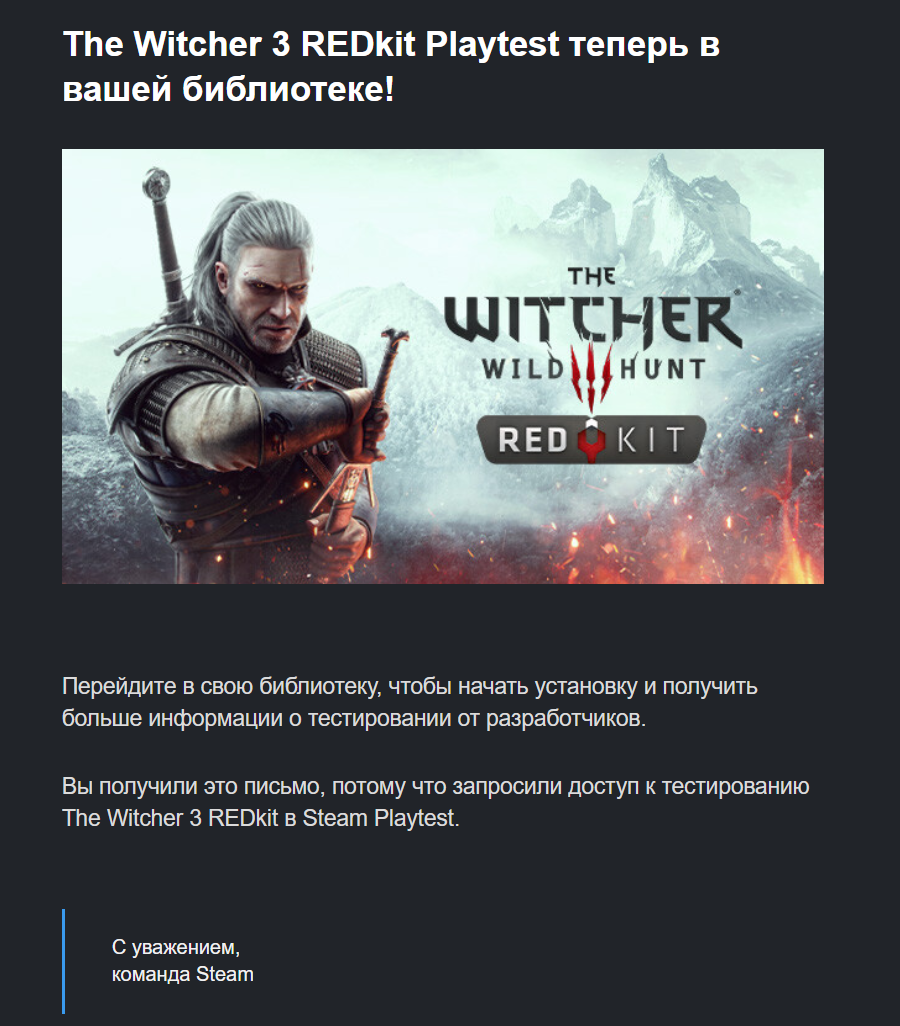 The Witcher 3 REDkit Playtest теперь в
вашей библиотеке!
THE
WITCHER
WILD HUNT
RED KIT
Перейдите в свою библиотеку, чтобы начать установку и получить
больше информации о тестировании от разработчиков.
Вы получили это письмо, потому что запросили доступ к тестированию
The Witcher 3 REDkit в Steam Playtest.
С уважением,
команда Steam